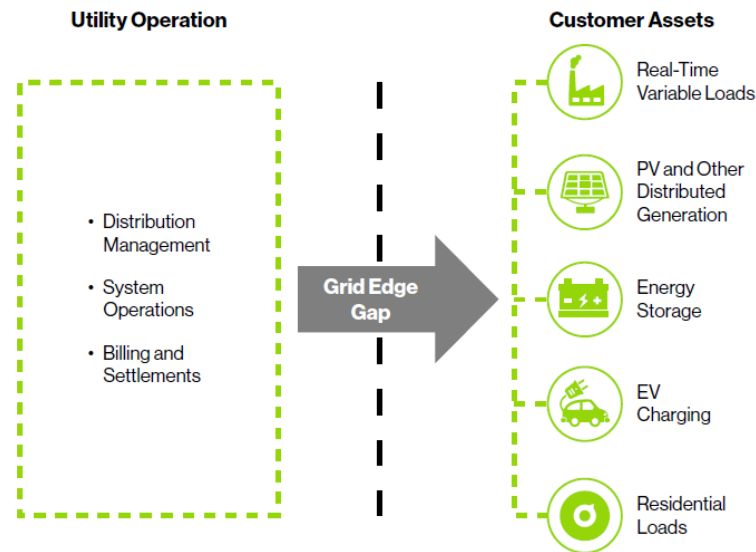 Utility Operation
Customer Assets
• Distribution
Management
• System
Operations
• Billing and
Settlements
Grid Edge
Gap
Real-Time
Variable Loads
PV and Other
Distributed
Generation
Energy
Storage
EV
Charging
Residential
Loads